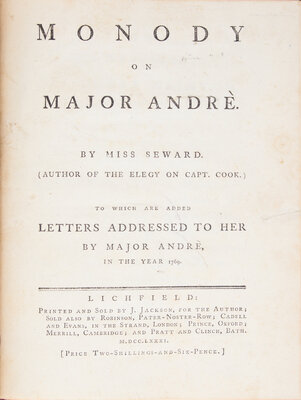 MONODY
ON
MAJOR ANDRÈ.
BY MISS SEWARD.
(AUTHOR OF THE ELEGY ON CAPT. COOK.)
TO WHICH ARE ADDED
LETTERS ADDRESSED TO HER
BY MAJOR ANDRÈ,
IN THE YEAR 1769.
LICHFIELD:
PRINTED AND SOLD BY J. JACKSON, FOR THE AUTHOR;
SOLD ALSO BY ROBINSON, PATER-NOSTER-ROW; CADELL
AND EVANS, IN THE STRAND, LONDON; PRINCE, OXFORD;
MERRILL, CAMBRIDGE; AND PRATT AND CLINCH, BATH.
M.DCC.LXXXI.
[PRICE TWO-SHILLINGS-AND-SIX-PENCE.]